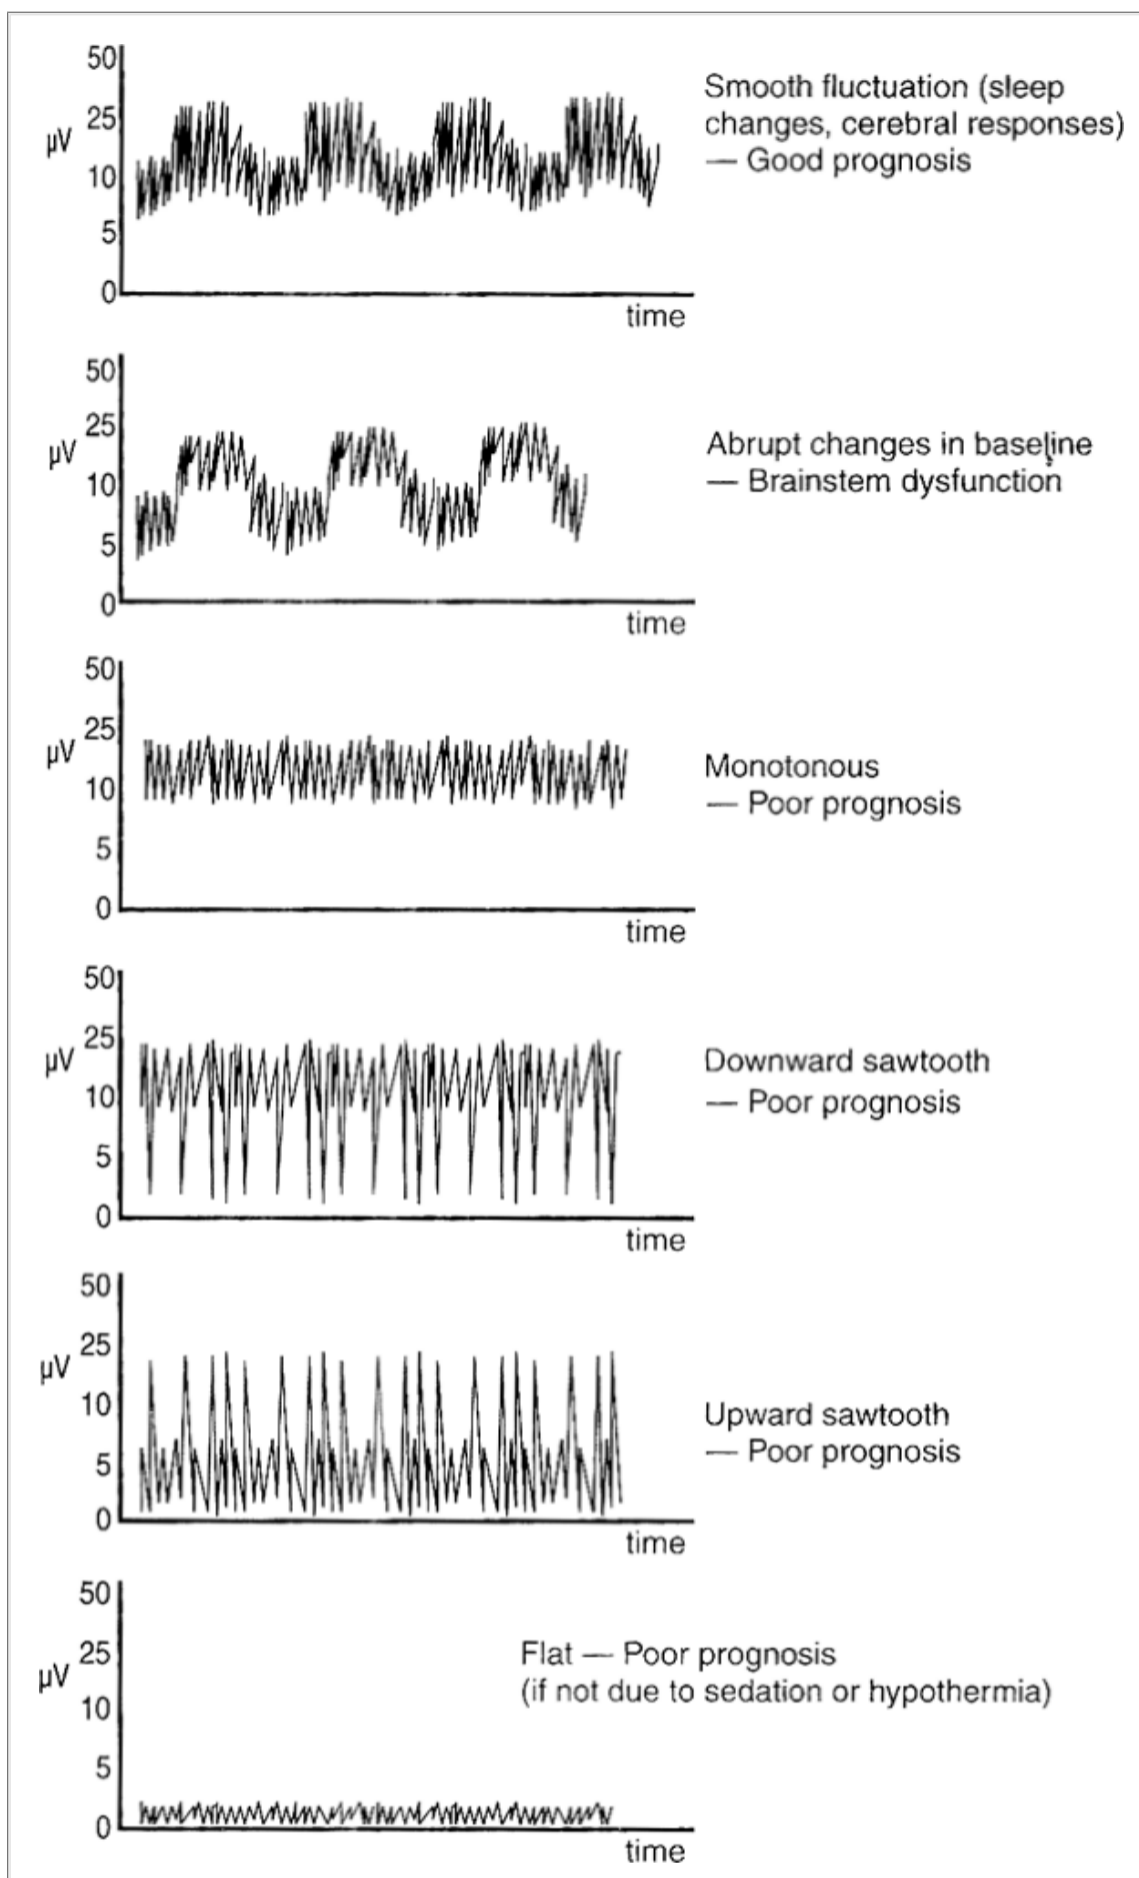 50
25
µV
10
5
0
time
Smooth fluctuation (sleep
changes, cerebral responses)
— Good prognosis
50
25
µV
10
5
0
time
Abrupt changes in baseline
— Brainstem dysfunction
50
25
µV
10
5
0
time
Monotonous
— Poor prognosis
50
25
µV
10
5
0
time
Downward sawtooth
— Poor prognosis
50
25
µV
10
5
0
time
Upward sawtooth
— Poor prognosis
50
25
µV
10
5
0
time
Flat — Poor prognosis
(if not due to sedation or hypothermia)